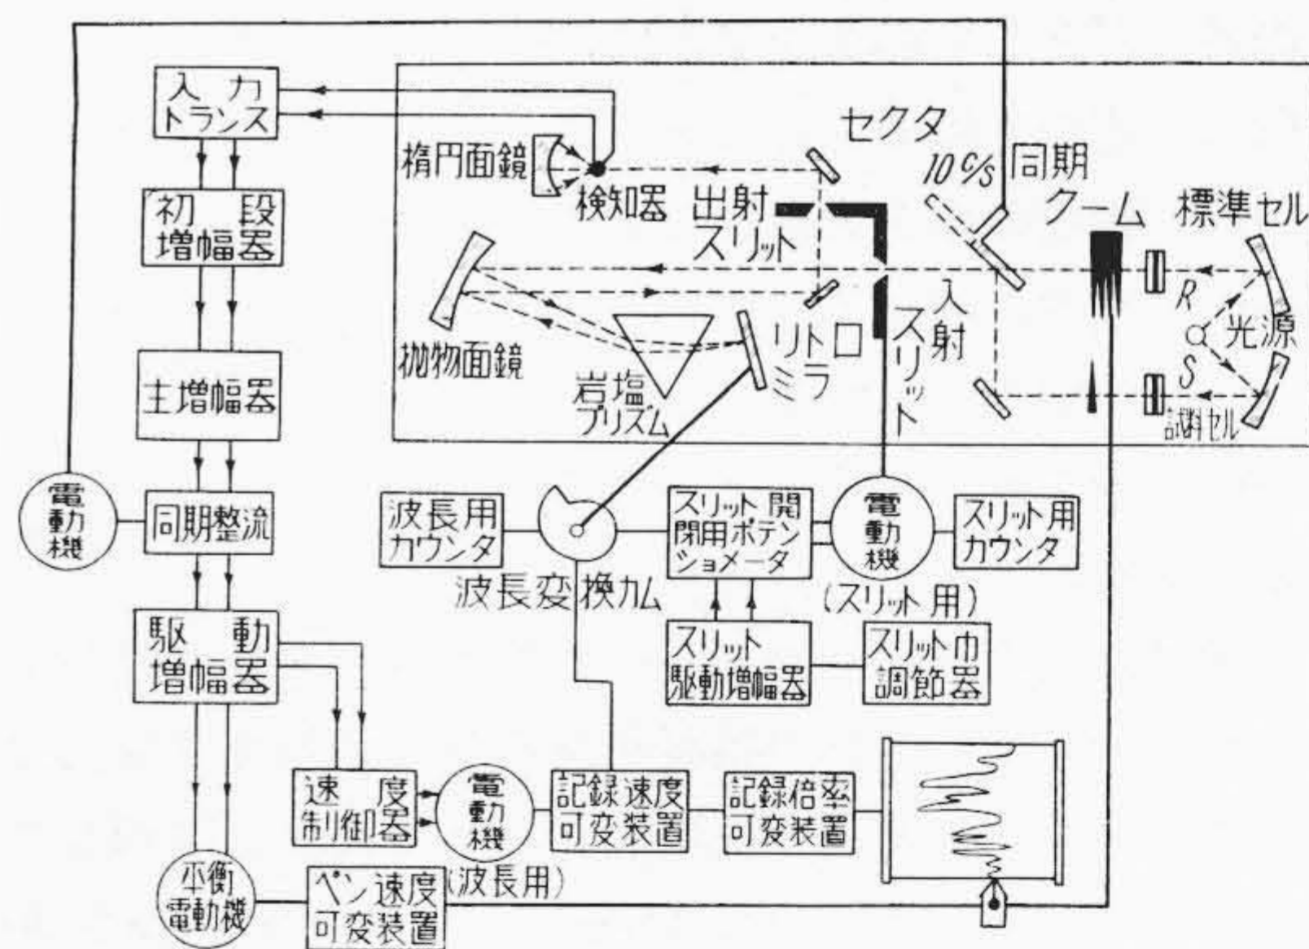 入力
トランス
初段
増幅器
主増幅器
電
動
機
同期整流
駆動
増幅器
平衡
電動機
速度
制御器
電
動
機
(波長用)
ペン速度
可変装置
記録速度
可変装置
記録倍率
可変装置
楕円面鏡
検知器
出射
スリット
セクタ
10 c/s
同期
クーム
標準セル
R
光源
S
試料セル
入射
スリット
抛物面鏡
岩塩
プリズム
リトロ
ミラ
波長用
カウンタ
波長変換カム
スリット開
閉用ポテン
ショメータ
電
動
機
(スリット用)
スリット用
カウンタ
スリット
駆動増幅器
スリット巾
調節器